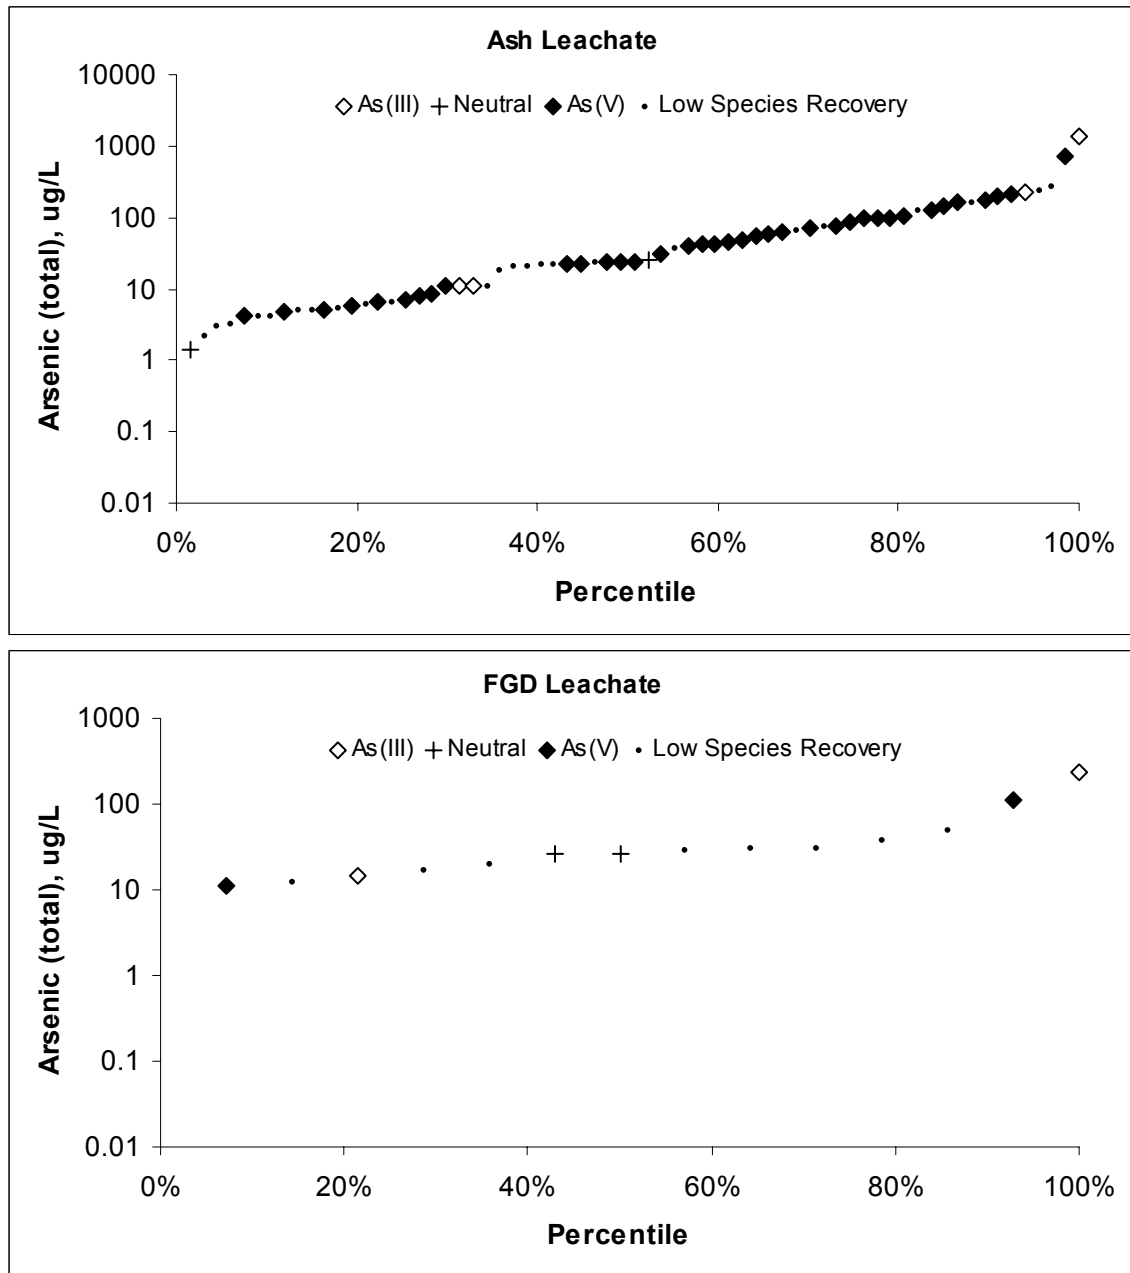 Ash Leachate
10000
1000
100
10
1
0.1
0.01
Arsenic (total), ug/L
As(III) Neutral As(V) Low Species Recovery
0% 20% 40% 60% 80% 100%
Percentile
FGD Leachate
1000
100
10
1
0.1
0.01
Arsenic (total), ug/L
As(III) Neutral As(V) Low Species Recovery
0% 20% 40% 60% 80% 100%
Percentile